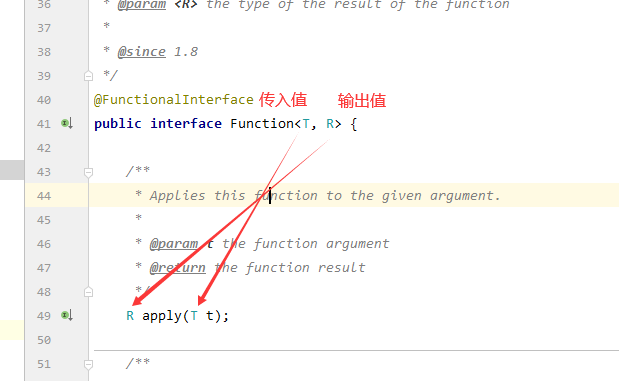 36 * @param <R> the type of the result of the function
37 *
38 * @since 1.8
39 */
40 @FunctionalInterface 传入值 输出值
41 public interface Function<T, R> {
42
43 /**
44 * Applies this function to the given argument.
45 *
46 * @param t the function argument
47 * @return the function result
48 */
49 R apply(T t);
50
51 /**